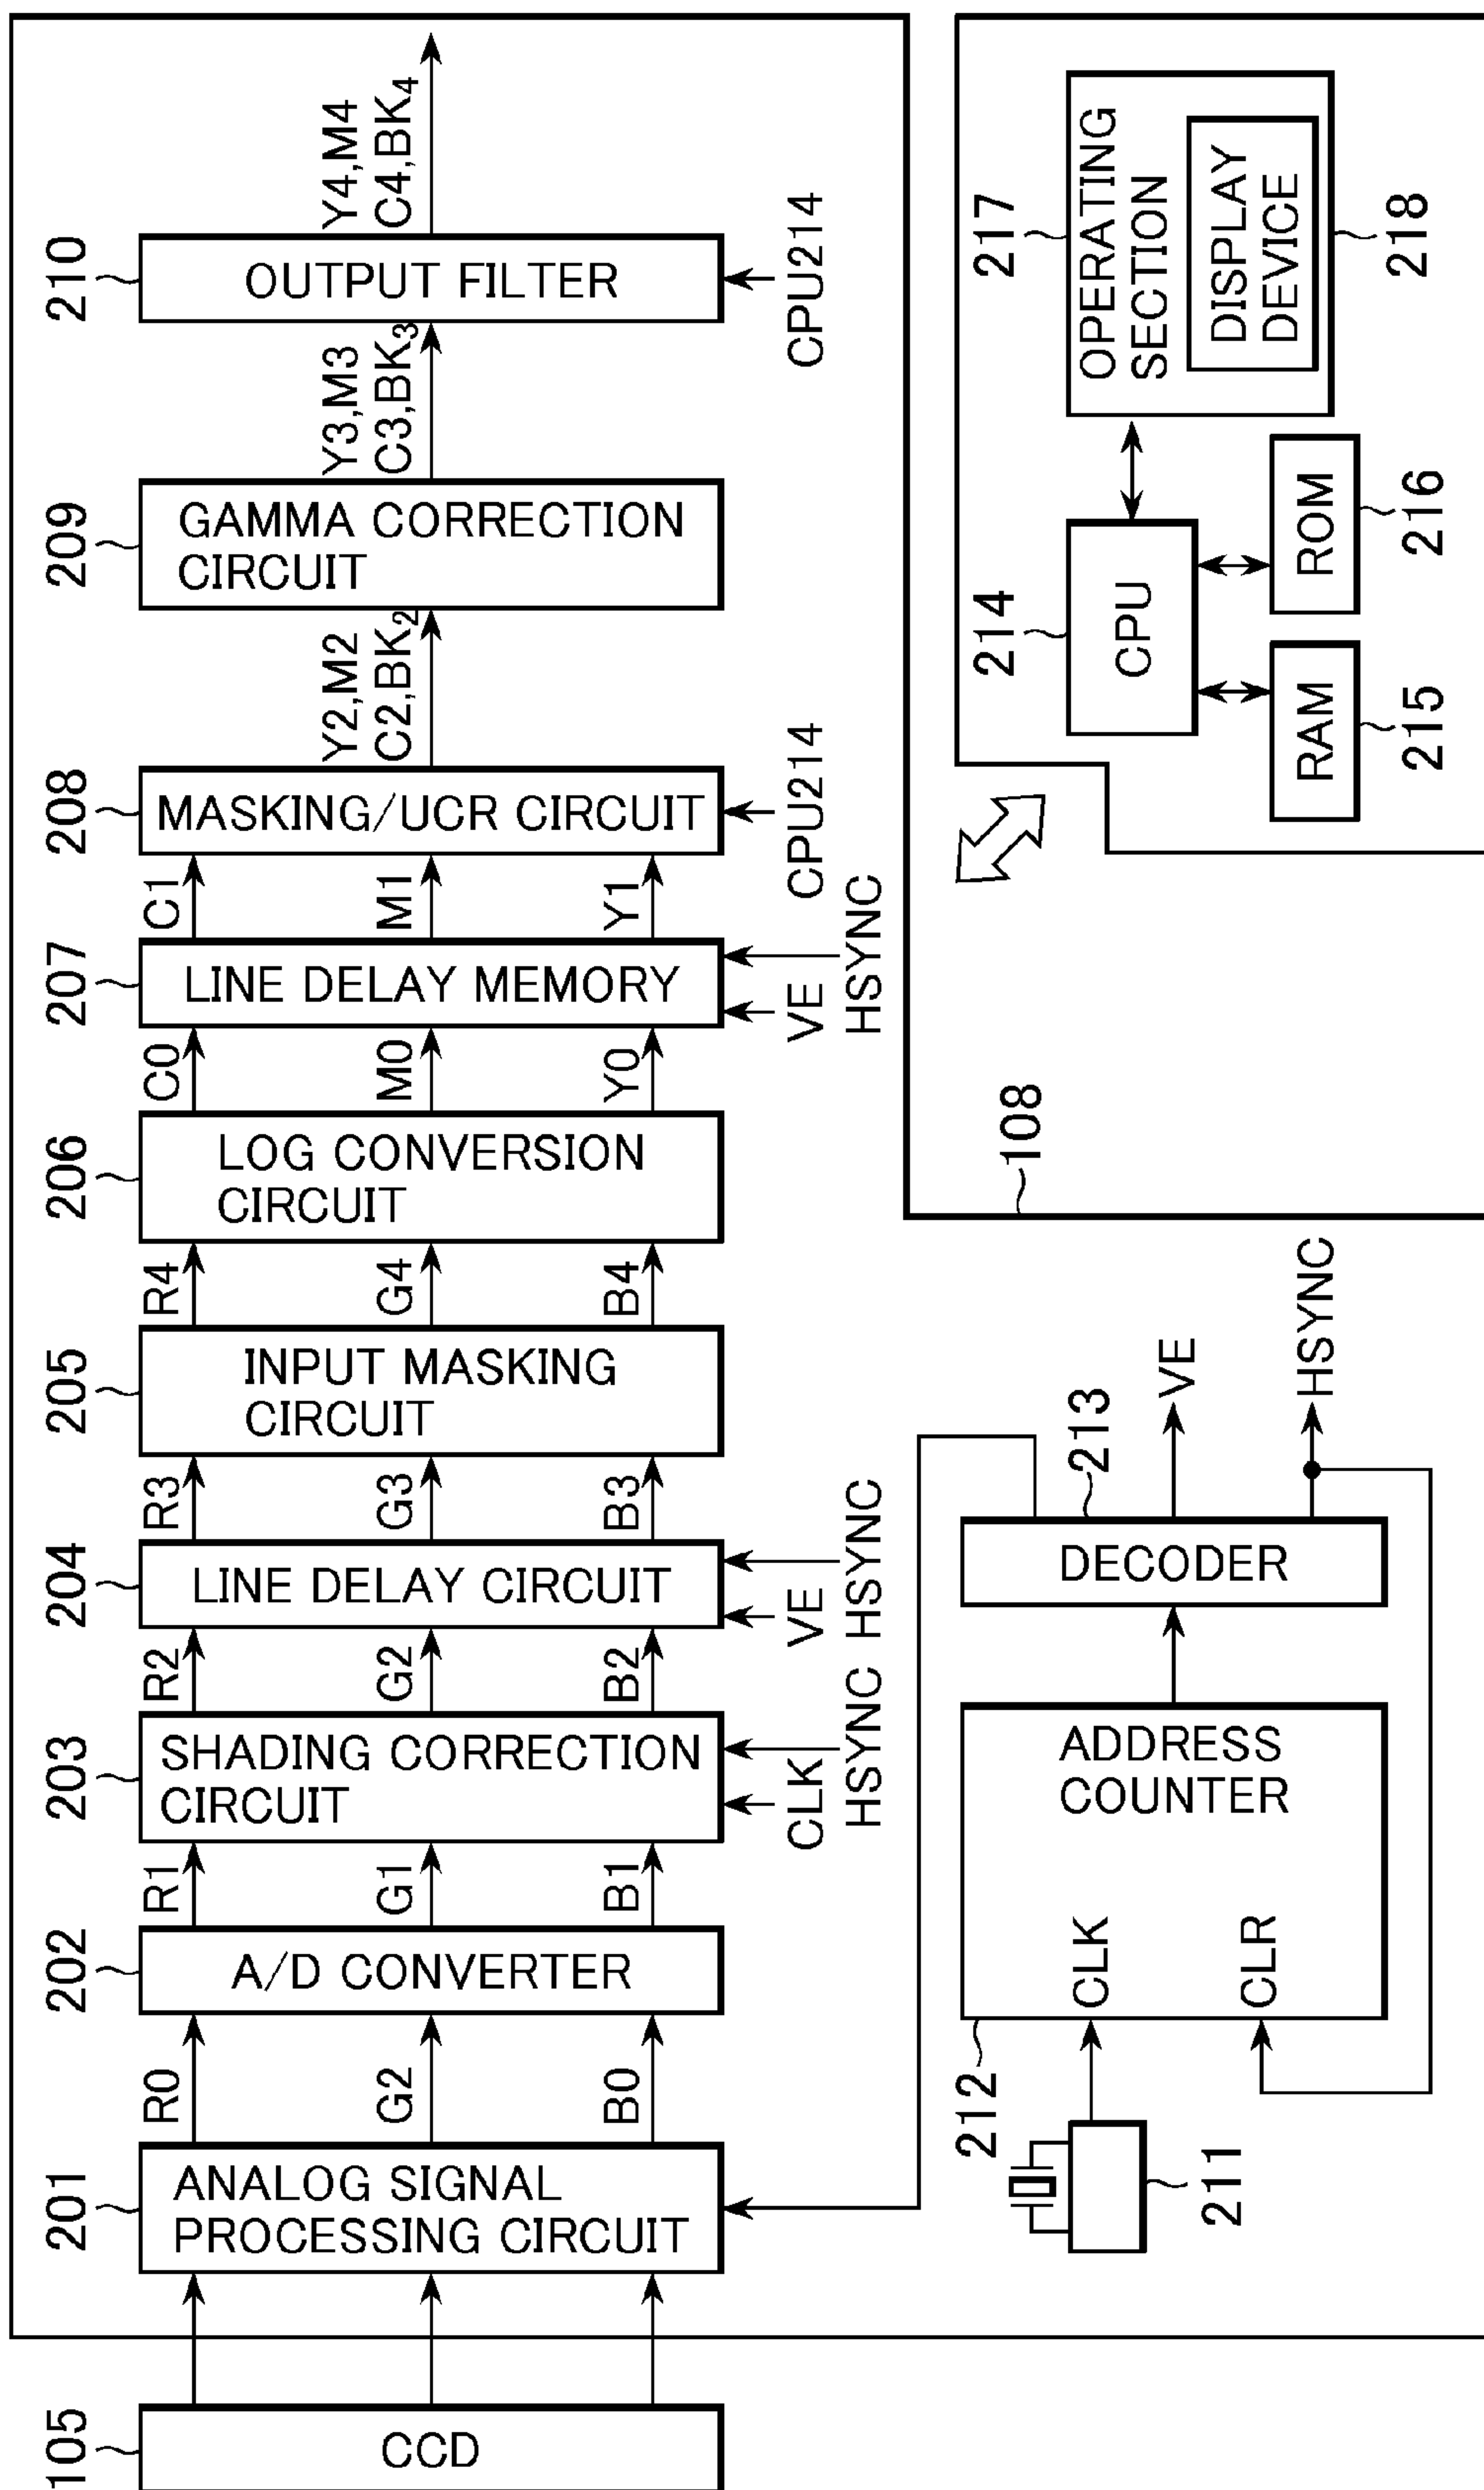 105
CCD
201
ANALOG SIGNAL
PROCESSING CIRCUIT
R0
G2
B0
202
A/D CONVERTER
R1
G1
B1
203
SHADING CORRECTION
CIRCUIT
CLK
HSYNC
R2
G2
B2
204
LINE DELAY CIRCUIT
VE
HSYNC
R3
G3
B3
205
INPUT MASKING
CIRCUIT
R4
G4
B4
206
LOG CONVERSION
CIRCUIT
C0
M0
Y0
207
LINE DELAY MEMORY
VE
HSYNC
C1
M1
Y1
208
MASKING/UCR CIRCUIT
CPU214
Y2,M2
C2,BK2
209
GAMMA CORRECTION
CIRCUIT
Y3,M3
C3,BK3
210
OUTPUT FILTER
CPU214
Y4,M4
C4,BK4
211
212
ADDRESS
COUNTER
CLK
CLR
213
DECODER
VE
HSYNC
108
214
CPU
RAM
215
ROM
216
217
OPERATING
SECTION
DISPLAY
DEVICE
218